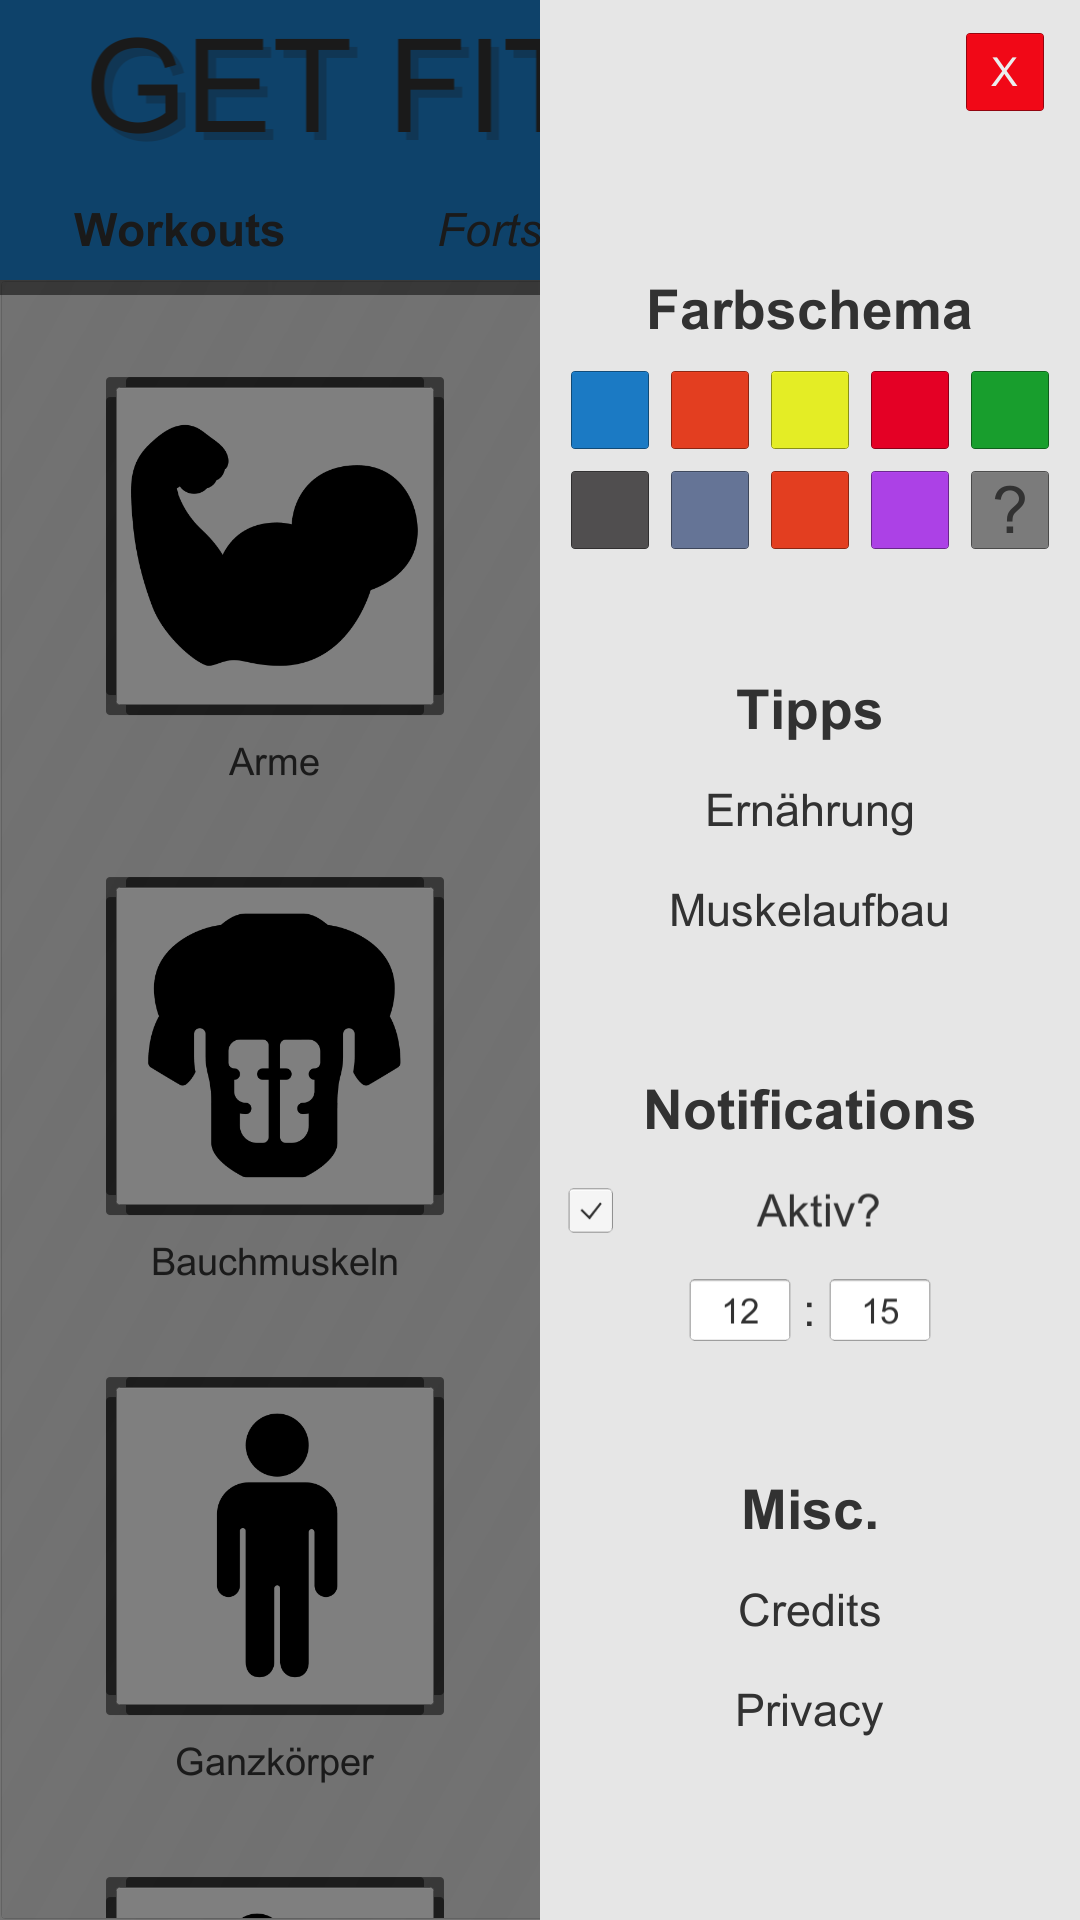 GET FIT
Workouts
Forts
Arme
Bauchmuskeln
Ganzkörper
X
Farbschema
?
Tipps
Ernährung
Muskelaufbau
Notifications
Aktiv?
12 : 15
Misc.
Credits
Privacy